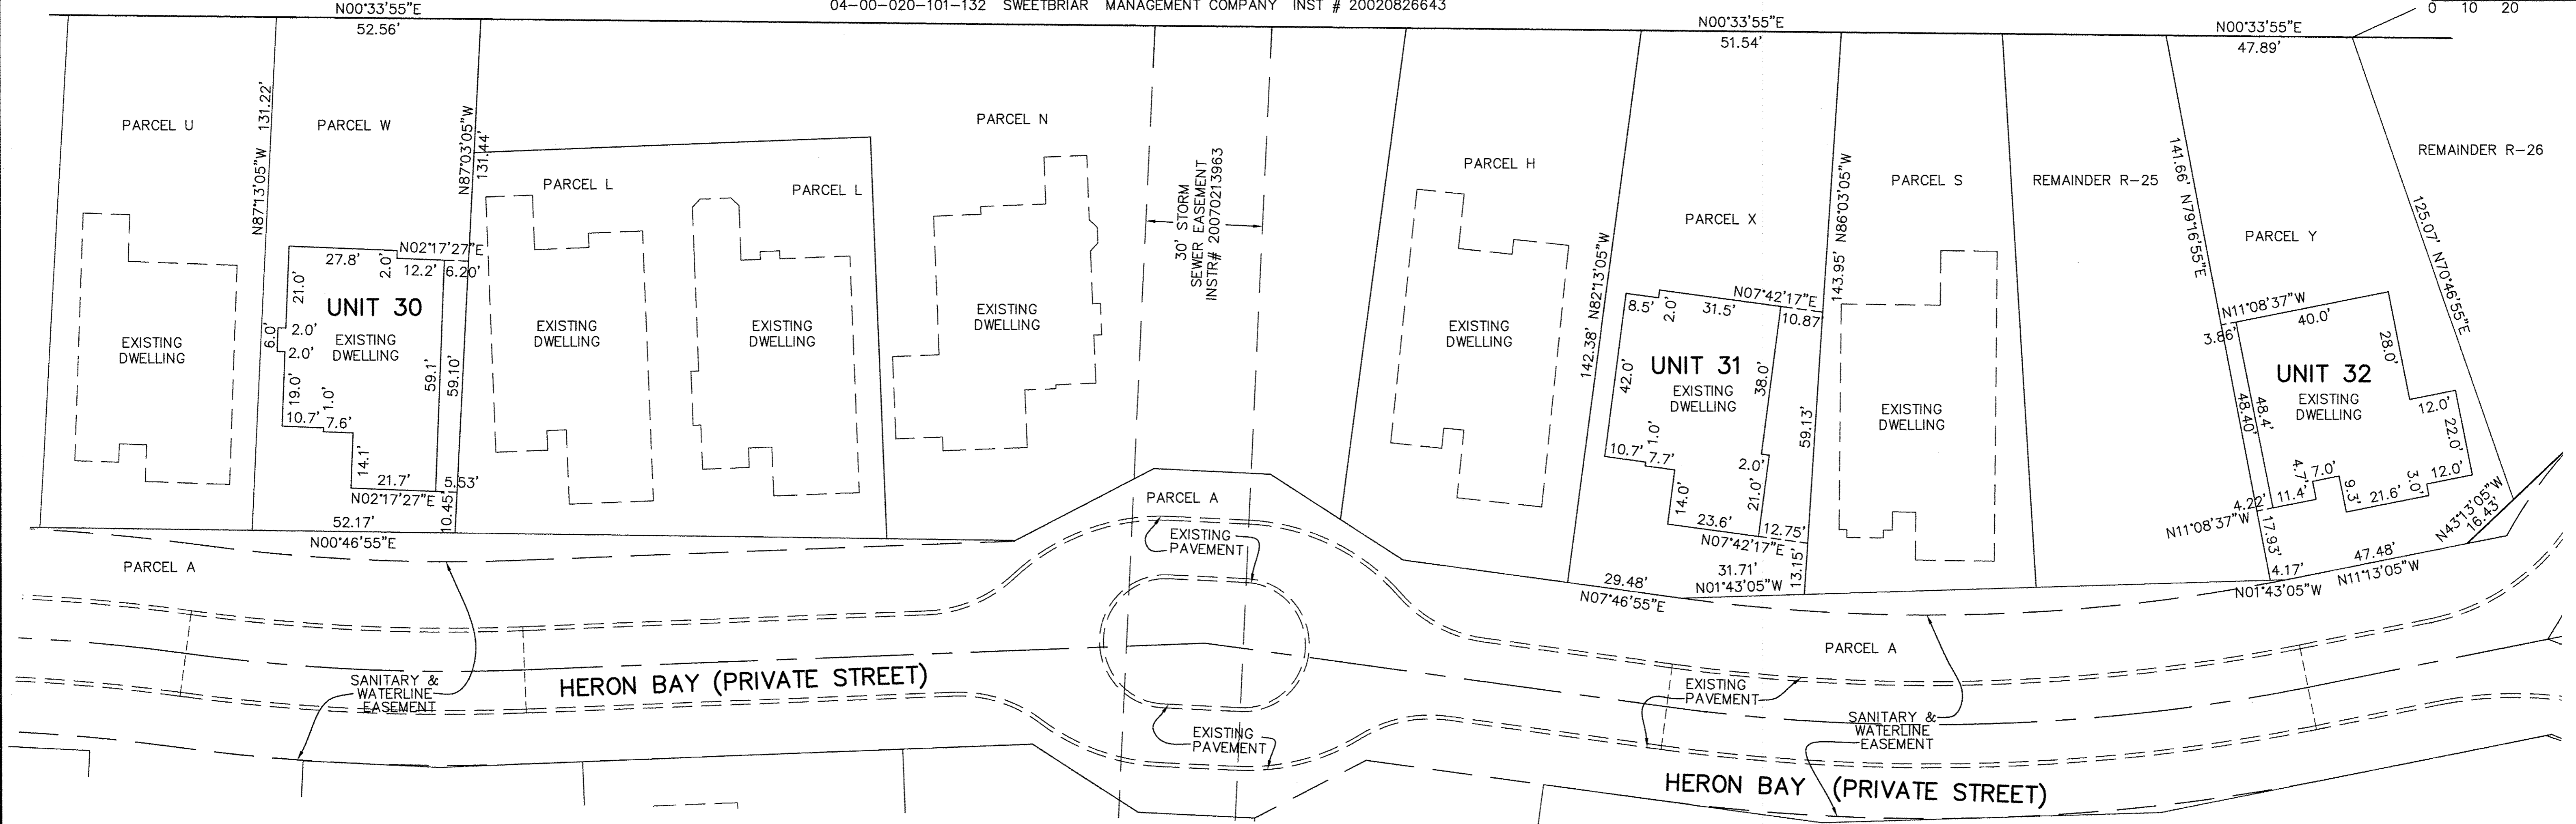 04-00-020-101-132 SWEETBRIAR MANAGEMENT COMPANY INST # 20020826643
0 10 20
N00°33'55"E
52.56'
N00°33'55"E
51.54'
N00°33'55"E
47.89'
PARCEL U
N87°13'05"W 131.22'
PARCEL W
N87°03'05"W
131.44'
PARCEL L
PARCEL L
PARCEL N
30' STORM
SEWER EASEMENT
INSTR# 200702013963
PARCEL H
142.38' N82°13'05"W
PARCEL X
143.95' N86°03'05"W
PARCEL S
REMAINDER R-25
141.66' N79°16'55"E
PARCEL Y
125.07' N70°46'55"E
REMAINDER R-26
EXISTING
DWELLING
N02°17'27"E
27.8'
2.0'
12.2'
6.20'
21.0'
UNIT 30
EXISTING
DWELLING
2.0'
6.0'
2.0'
19.0'
1.0'
10.7'
7.6'
14.1'
21.7'
59.1'
59.10'
5.53'
N02°17'27"E
10.45'
52.17'
N00°46'55"E
EXISTING
DWELLING
EXISTING
DWELLING
EXISTING
DWELLING
EXISTING
DWELLING
8.5'
2.0'
31.5'
N07°42'17"E
10.87'
42.0'
UNIT 31
EXISTING
DWELLING
38.0'
59.13'
10.7'
1.0'
7.7'
2.0'
14.0'
21.0'
23.6'
12.75'
N07°42'17"E
13.15'
29.48'
N07°46'55"E
31.71'
N01°43'05"W
EXISTING
DWELLING
N11°08'37"W
3.86'
40.0'
28.0'
UNIT 32
EXISTING
DWELLING
12.0'
22.0'
48.40'
48.4'
4.7'
7.0'
9.3'
21.6'
3.0'
12.0'
4.22'
11.4'
N11°08'37"W
17.93'
4.17'
N01°43'05"W
47.48'
N11°13'05"W
N43°13'05"W
16.43'
PARCEL A
PARCEL A
EXISTING
PAVEMENT
SANITARY &
WATERLINE
EASEMENT
HERON BAY (PRIVATE STREET)
EXISTING
PAVEMENT
PARCEL A
EXISTING
PAVEMENT
SANITARY &
WATERLINE
EASEMENT
HERON BAY (PRIVATE STREET)